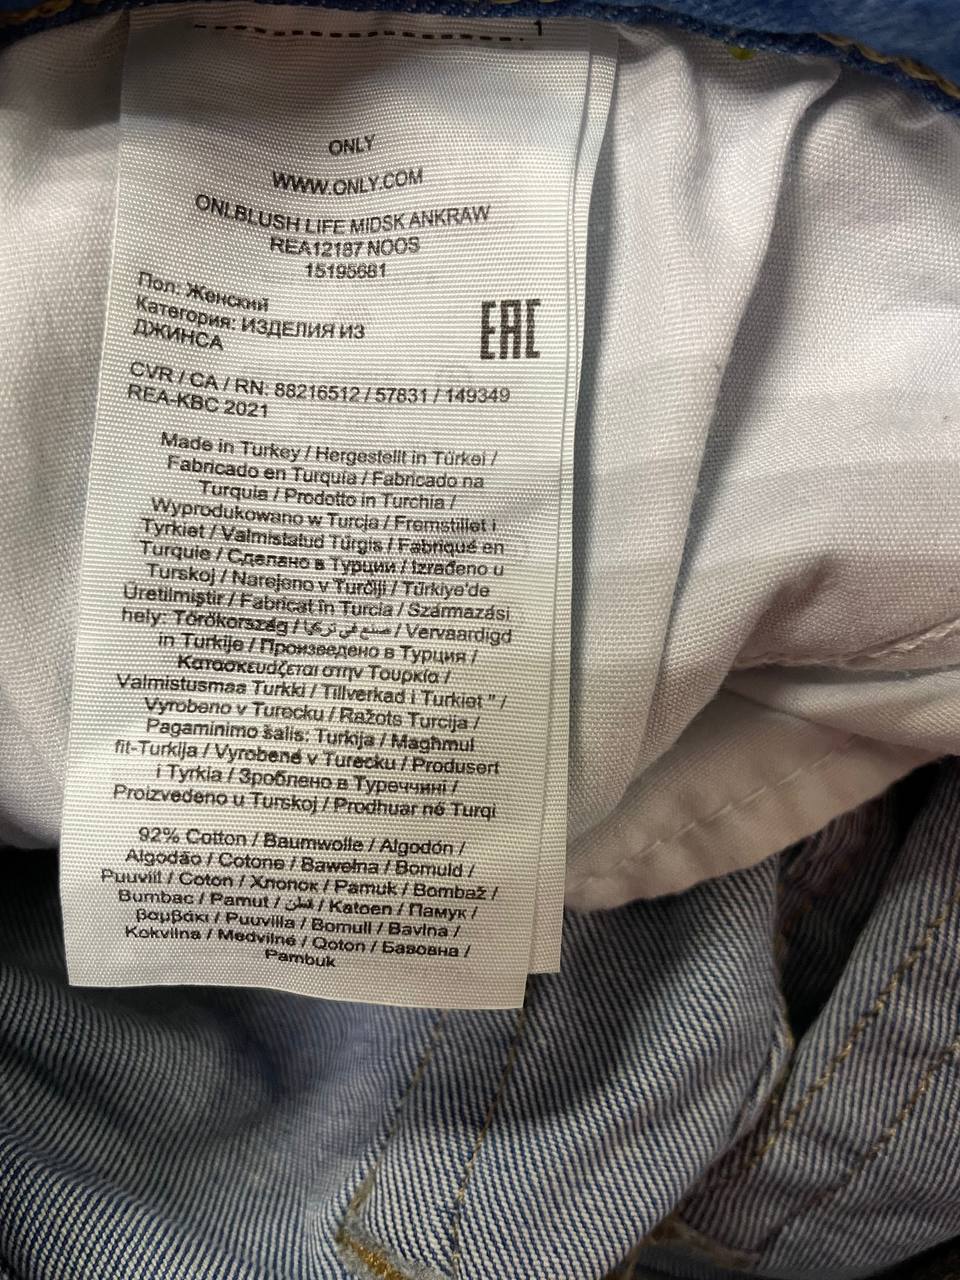 1
ONLY
WWW.ONLY.COM
ONLBLUSH LIFE MIDSK ANKRAW
REA12187 NOOS
15195681
Пол: Женский
Категория: ИЗДЕЛИЯ ИЗ
ДЖИНСА
EAC
CVR / CA / RN: 88216512 / 57831 / 149349
REA-KBC 2021
Made in Turkey / Hergestellt in Türkei /
Fabricado en Turquia / Fabricado na
Turquia / Prodotto in Turchia /
Wyprodukowano w Turcja / Fremstillet i
Tyrkiet / Valmistatud Türgis / Fabriqué en
Turquie / Сделано в Турции / Izrađeno u
Turskoj / Narejeno v Turčiji / Türkiye'de
Üretilmiştir / Fabricat în Turcia / Származási
hely: Törökország / صنع في تركيا / Vervaardigd
in Turkije / Произведено в Турция /
Κατασκευάζεται στην Τουρκία /
Valmistusmaa Turkki / Tillverkad i Turkiet " /
Vyrobeno v Turecku / Ražots Turcija /
Pagaminimo šalis: Turkija / Maghmul
fit-Turkija / Vyrobené v Turecku / Produsert
i Tyrkia / Зроблено в Туреччині /
Proizvedeno u Turskoj / Prodhuar në Turqi
92% Cotton / Baumwolle / Algodón /
Algodão / Cotone / Bawełna / Bomuld /
Puuvill / Coton / Хлопок / Pamuk / Bombaž /
Bumbac / Pamut / قطن / Katoen / Памук /
βαμβάκι / Puuvilla / Bomull / Bavlna /
Kokvilna / Medvilnė / Qoton / Бавовна /
Pambuk